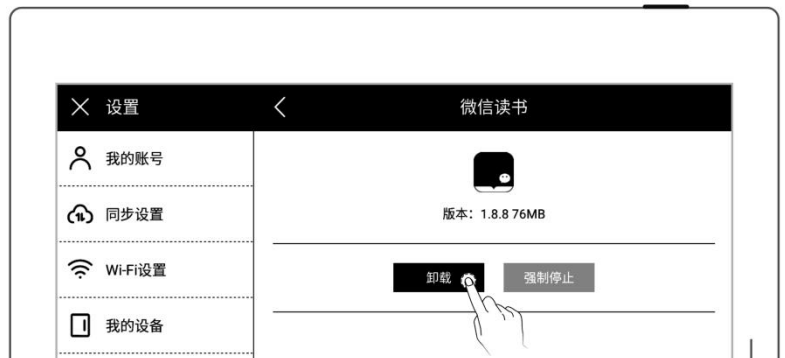 设置
微信读书
我的账号
同步设置
Wi-Fi设置
我的设备
版本：1.8.8 76MB
卸载
强制停止